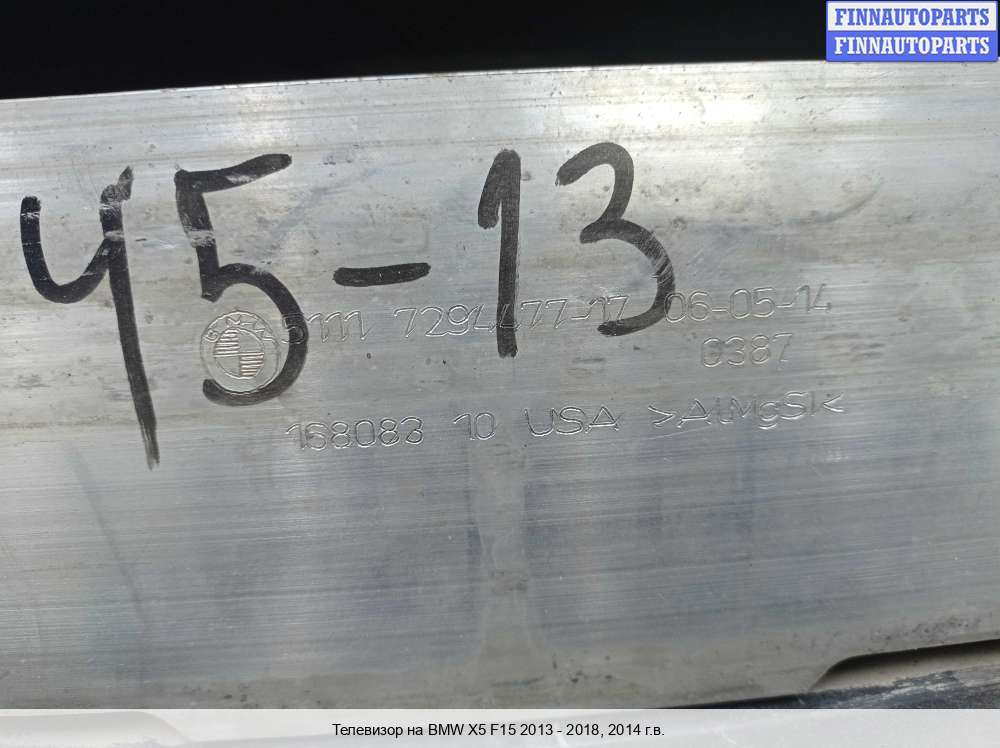 FINNAUTOPARTS
FINNAUTOPARTS
45-13
5111 7294477-17 06-05-14
0387
168083 10 USA >AlMgSi<
Телевизор на BMW X5 F15 2013 - 2018, 2014 г.в.